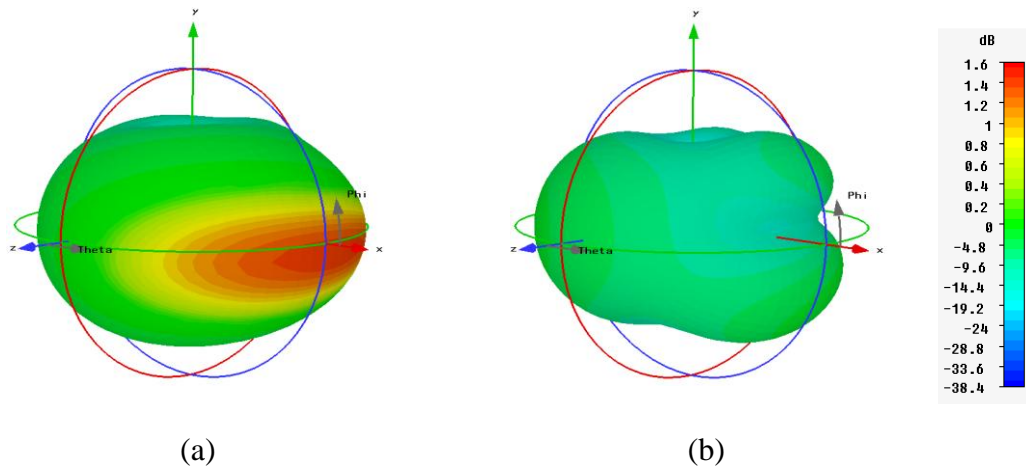 y
Phi
z
Theta
x
y
Phi
z
Theta
x
dB
1.6
1.4
1.2
1
0.8
0.6
0.4
0.2
0
-4.8
-9.6
-14.4
-19.2
-24
-28.8
-33.6
-38.4
(a)
(b)